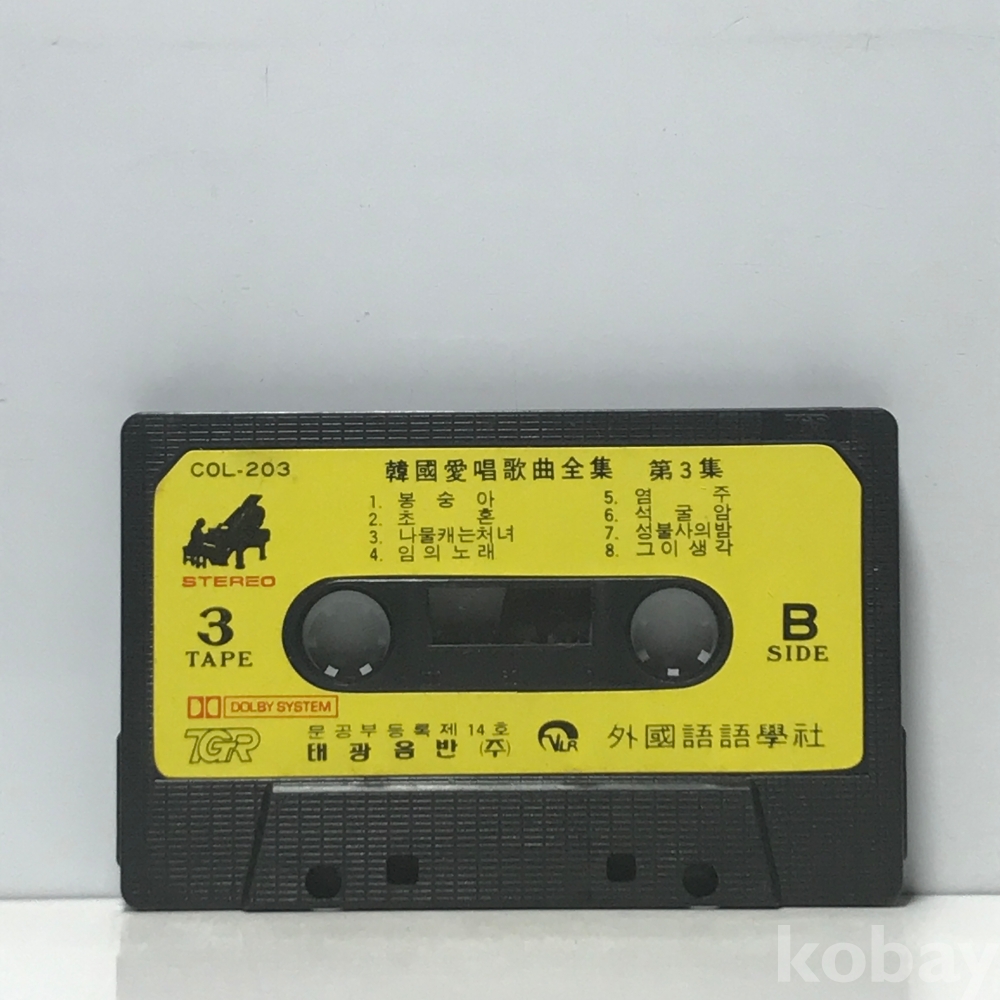 COL-203
韓國愛唱歌曲全集 第3集
1. 봉숭아
2. 초혼
3. 나물캐는처녀
4. 임의노래
5. 염주
6. 석굴암
7. 성불사의밤
8. 그이생각
STEREO
3
TAPE
B
SIDE
DOLBY SYSTEM
TGR
문공부등록제14호
태광음반(주)
VLR
外國語語學社
kobay